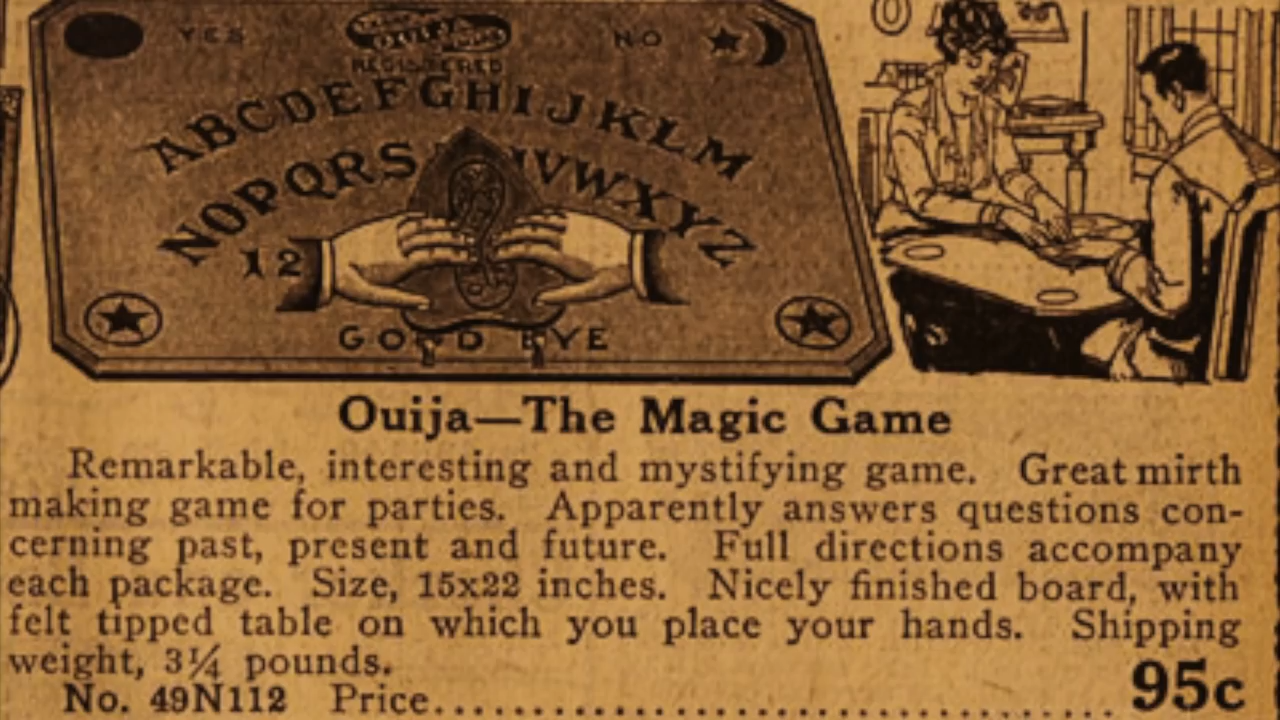 YES NO
REGISTERED
ABCDEFGHIJKLM
NOPQRS VWXYZ
12
GOOD BYE
Ouija—The Magic Game
Remarkable, interesting and mystifying game. Great mirth
making game for parties. Apparently answers questions con-
cerning past, present and future. Full directions accompany
each package. Size, 15x22 inches. Nicely finished board, with
felt tipped table on which you place your hands. Shipping
weight, 3¼ pounds.
No. 49N112 Price.................................... 95c